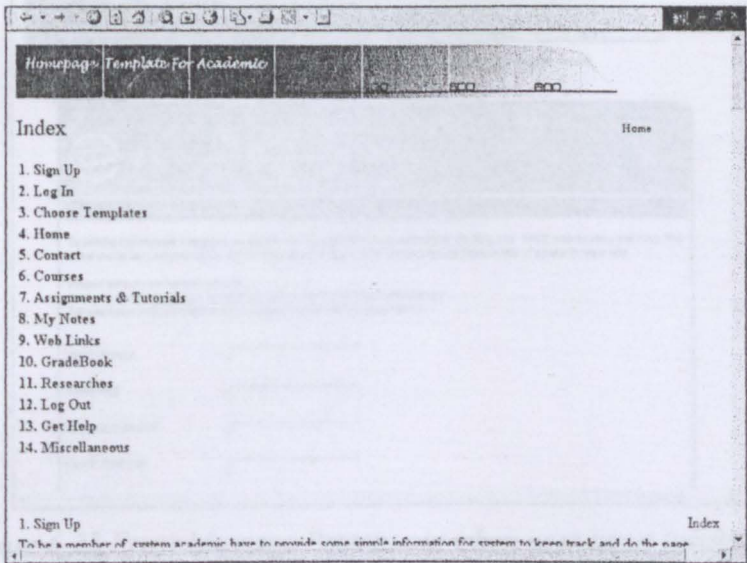 Homepage Template For Academic
Index
Home
1. Sign Up
2. Log In
3. Choose Templates
4. Home
5. Contact
6. Courses
7. Assignments & Tutorials
8. My Notes
9. Web Links
10. GradeBook
11. Researches
12. Log Out
13. Get Help
14. Miscellaneous
1. Sign Up
Index
To be a member of system academic have to provide some simple information for system to keep track and do the page